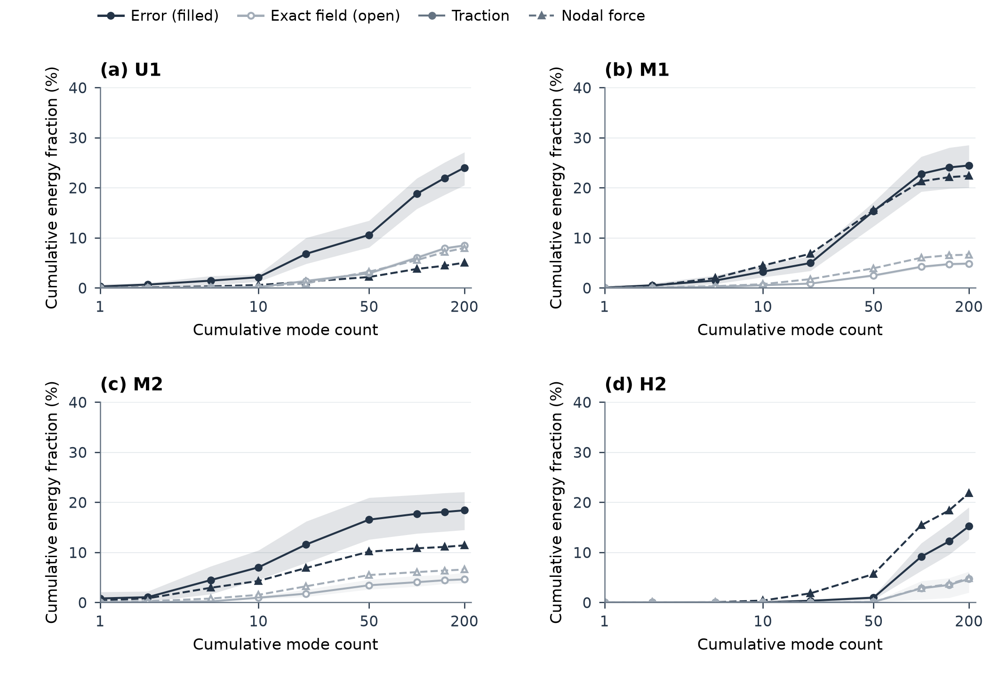 Error (filled) Exact field (open) Traction Nodal force
(a) U1
Cumulative energy fraction (%)
40
30
20
10
0
1 10 50 200
Cumulative mode count
(b) M1
Cumulative energy fraction (%)
40
30
20
10
0
1 10 50 200
Cumulative mode count
(c) M2
Cumulative energy fraction (%)
40
30
20
10
0
1 10 50 200
Cumulative mode count
(d) H2
Cumulative energy fraction (%)
40
30
20
10
0
1 10 50 200
Cumulative mode count